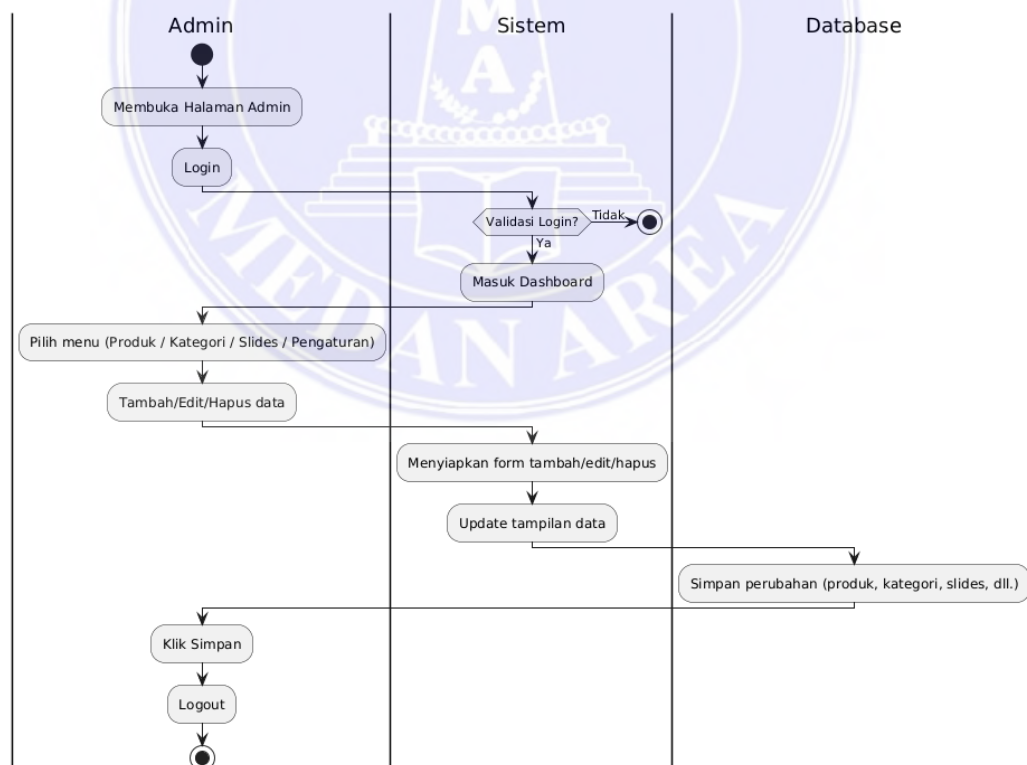 Admin
Sistem
Database
Membuka Halaman Admin
Login
Validasi Login?
Tidak
Ya
Masuk Dashboard
Pilih menu (Produk / Kategori / Slides / Pengaturan)
Tambah/Edit/Hapus data
Menyiapkan form tambah/edit/hapus
Update tampilan data
Simpan perubahan (produk, kategori, slides, dll.)
Klik Simpan
Logout
M
A
MEDAN AREA